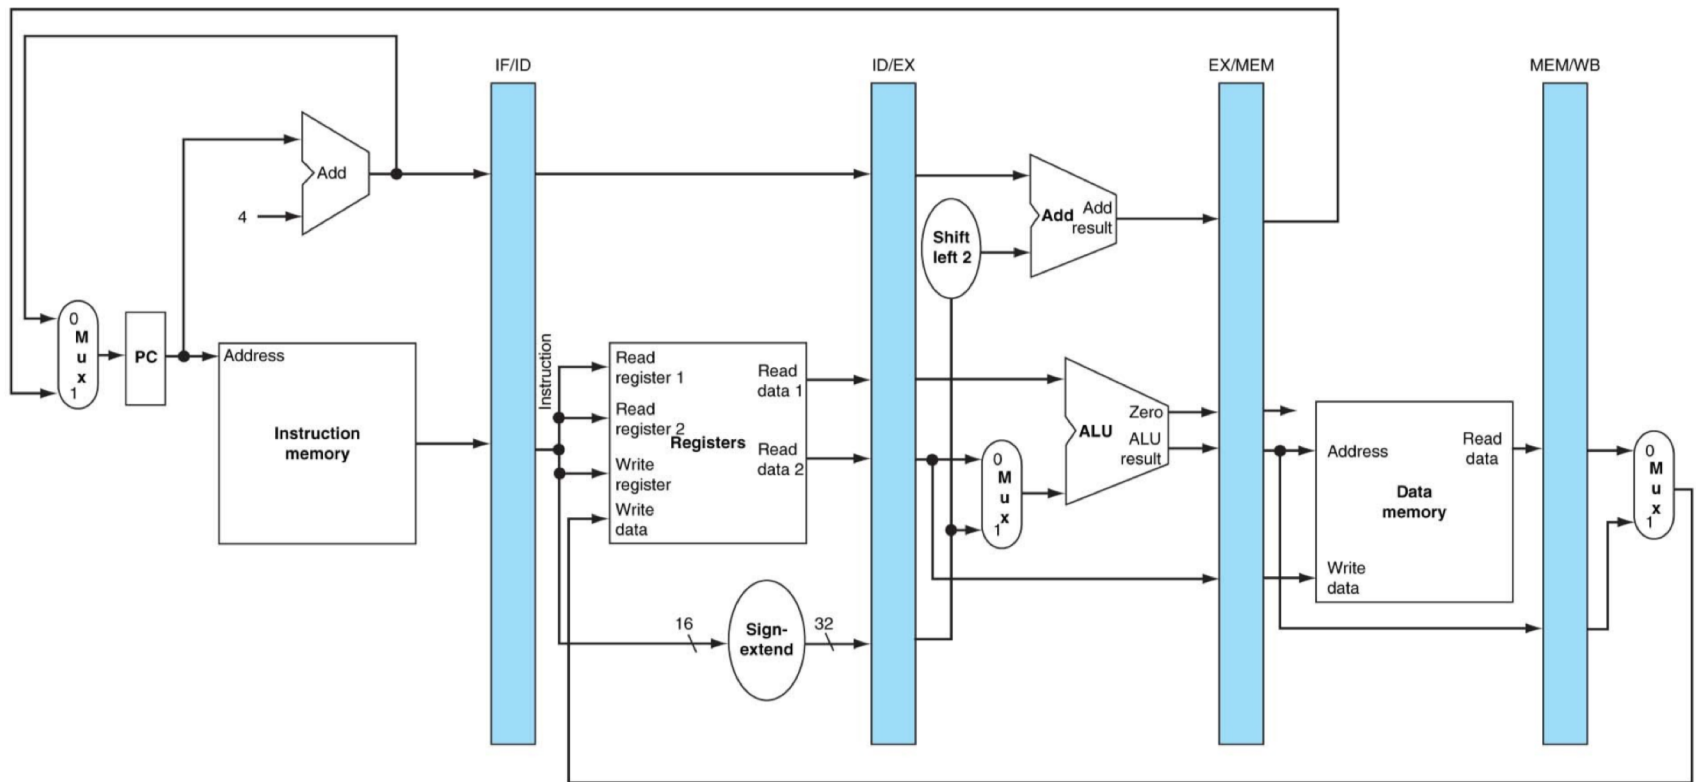 IF/ID
ID/EX
EX/MEM
MEM/WB
Add
4
Shift
left 2
Add
Add
result
0
M
u
x
1
PC
Address
Instruction
memory
Instruction
Read
register 1
Read
register 2
Write
register
Write
data
Registers
Read
data 1
Read
data 2
16
Sign-
extend
32
0
M
u
x
1
ALU
Zero
ALU
result
Address
Read
data
Data
memory
Write
data
0
M
u
x
1